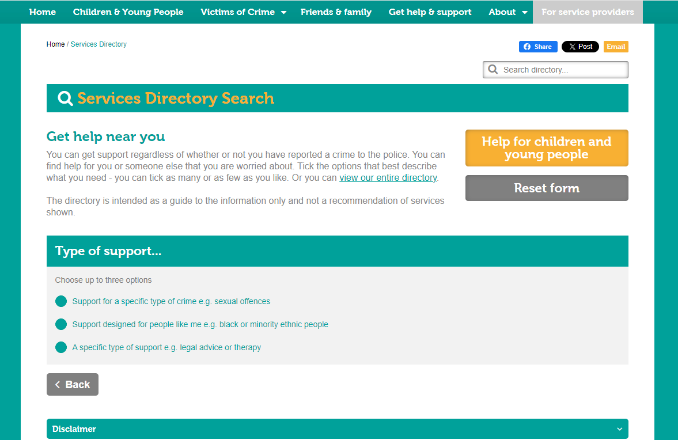 Home Children & Young People Victims of Crime Friends & family Get help & support About For service providers
Home / Services Directory
Share Post Email
Search directory...
Services Directory Search
Get help near you
You can get support regardless of whether or not you have reported a crime to the police. You can
find help for you or someone else that you are worried about. Tick the options that best describe
what you need - you can tick as many or as few as you like. Or you can view our entire directory.
The directory is intended as a guide to the information only and not a recommendation of services
shown.
Help for children and
young people
Reset form
Type of support...
Choose up to three options
Support for a specific type of crime e.g. sexual offences
Support designed for people like me e.g. black or minority ethnic people
A specific type of support e.g. legal advice or therapy
Back
Disclaimer